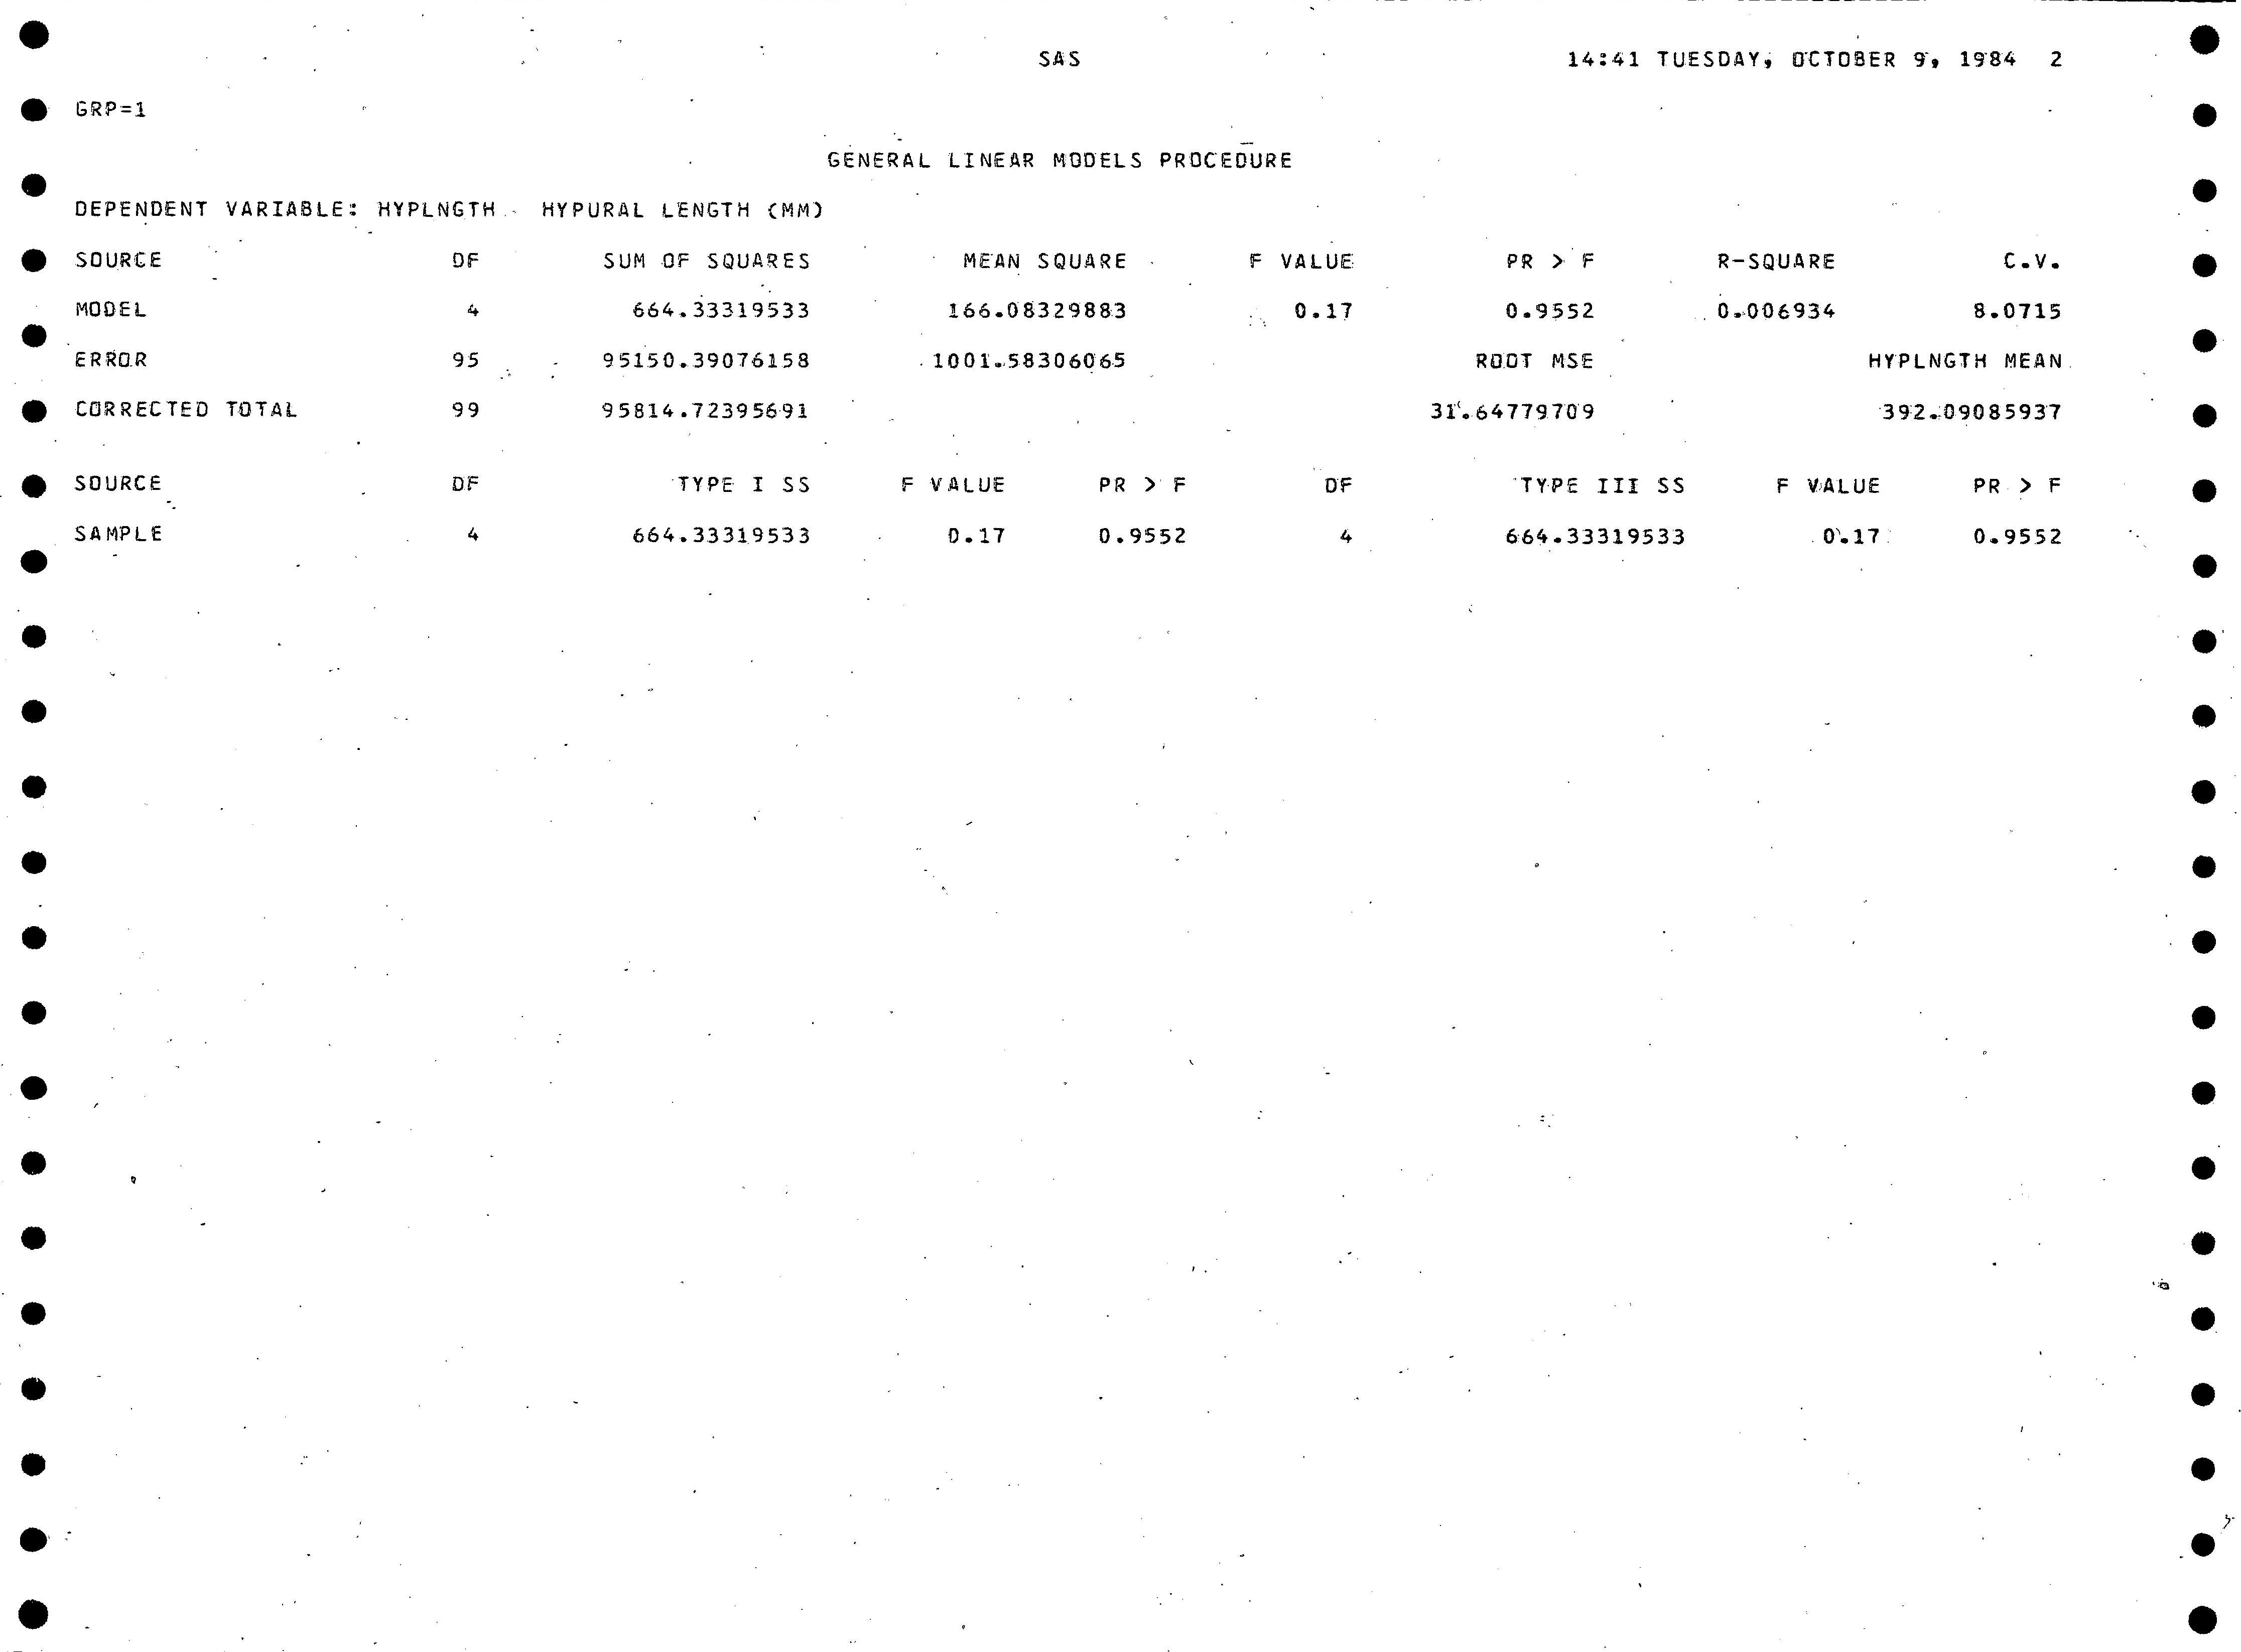 SAS 14:41 TUESDAY, OCTOBER 9, 1984 2
GRP=1
GENERAL LINEAR MODELS PROCEDURE
DEPENDENT VARIABLE: HYPLNGTH HYPURAL LENGTH (MM)
SOURCE DF SUM OF SQUARES MEAN SQUARE F VALUE PR > F R-SQUARE C.V.
MODEL 4 664.33319533 166.08329883 0.17 0.9552 0.006934 8.0715
ERROR 95 95150.39076158 1001.58306065 ROOT MSE HYPLNGTH MEAN
CORRECTED TOTAL 99 95814.72395691 31.64779709 392.09085937
SOURCE DF TYPE I SS F VALUE PR > F DF TYPE III SS F VALUE PR > F
SAMPLE 4 664.33319533 0.17 0.9552 4 664.33319533 0.17 0.9552